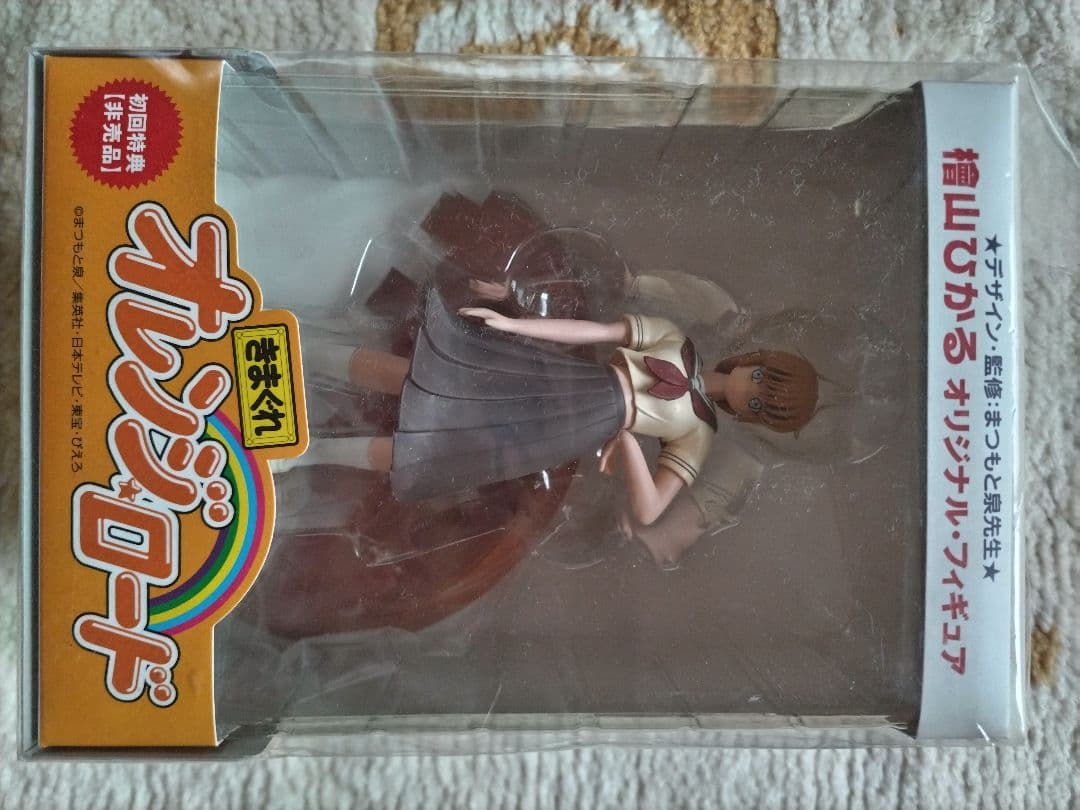 ★デザイン・監修：まつもと泉先生★
檜山ひかる オリジナル・フィギュア
きまぐれ
オレンジ★ロード
初回特典
【非売品】
©まつもと泉／集英社・日本テレビ・東宝・ぴえろ